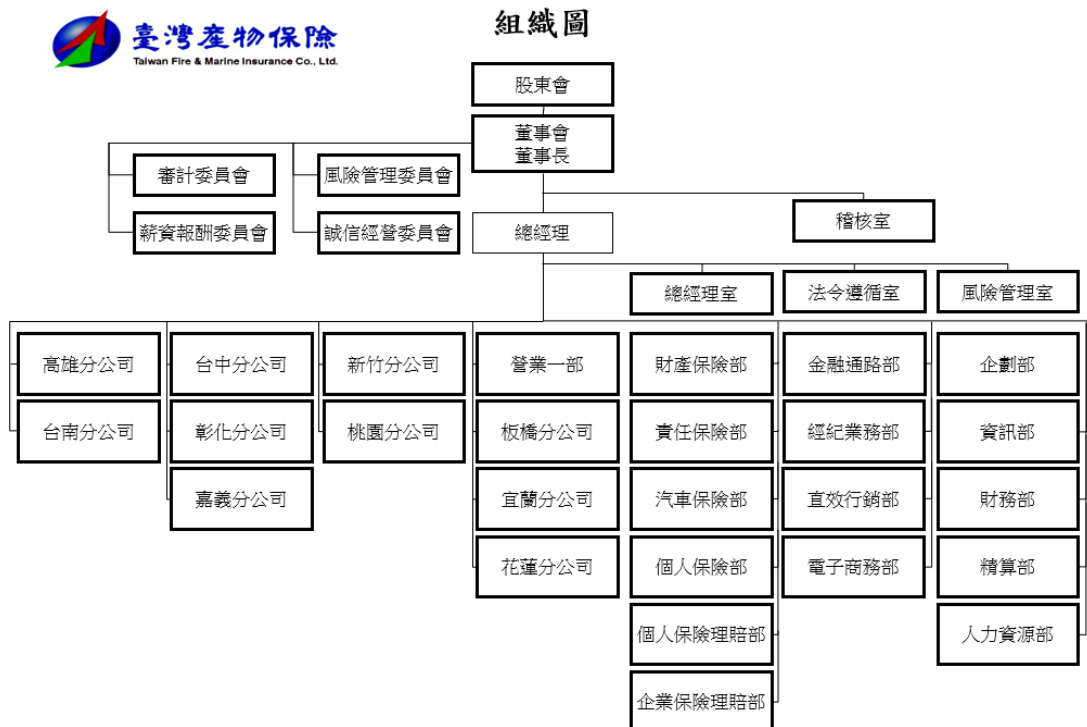 組織圖
臺灣產物保險
Taiwan Fire & Marine Insurance Co., Ltd.
股東會
董事會
董事長
審計委員會
風險管理委員會
薪資報酬委員會
誠信經營委員會
總經理
稽核室
總經理室
法令遵循室
風險管理室
高雄分公司
台中分公司
新竹分公司
營業一部
財產保險部
金融通路部
企劃部
台南分公司
彰化分公司
桃園分公司
板橋分公司
責任保險部
經紀業務部
資訊部
嘉義分公司
宜蘭分公司
汽車保險部
直效行銷部
財務部
花蓮分公司
個人保險部
電子商務部
精算部
個人保險理賠部
人力資源部
企業保險理賠部